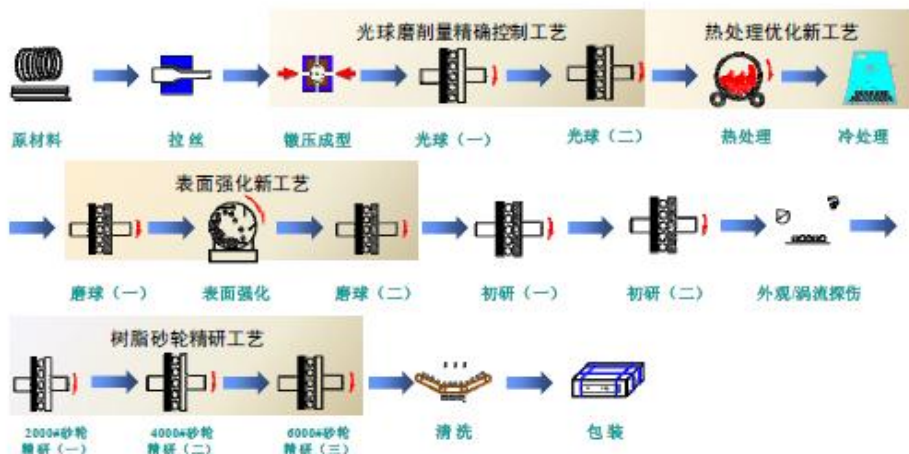 光球磨削量精确控制工艺
热处理优化新工艺
原材料
拉丝
镦压成型
光球（一）
光球（二）
热处理
冷处理
表面强化新工艺
磨球（一）
表面强化
磨球（二）
初研（一）
初研（二）
外观/涡流探伤
树脂砂轮精研工艺
2000#砂轮
精研（一）
4000#砂轮
精研（二）
6000#砂轮
精研（三）
清洗
包装